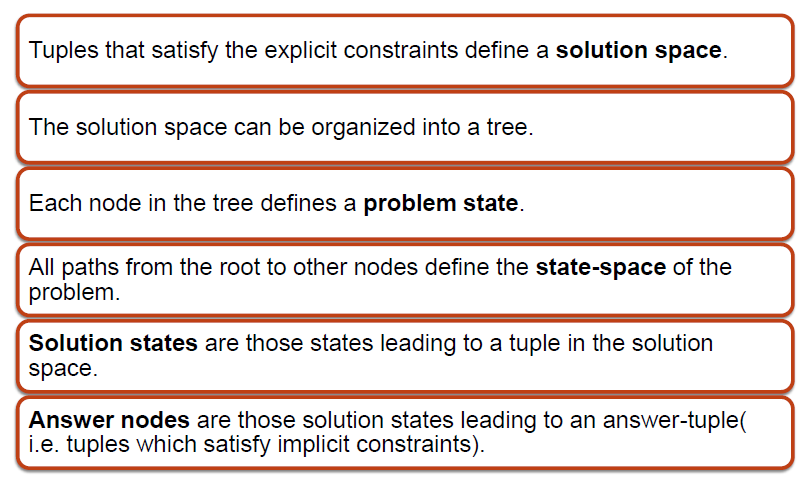 Tuples that satisfy the explicit constraints define a solution space.
The solution space can be organized into a tree.
Each node in the tree defines a problem state.
All paths from the root to other nodes define the state-space of the
problem.
Solution states are those states leading to a tuple in the solution
space.
Answer nodes are those solution states leading to an answer-tuple(
i.e. tuples which satisfy implicit constraints).